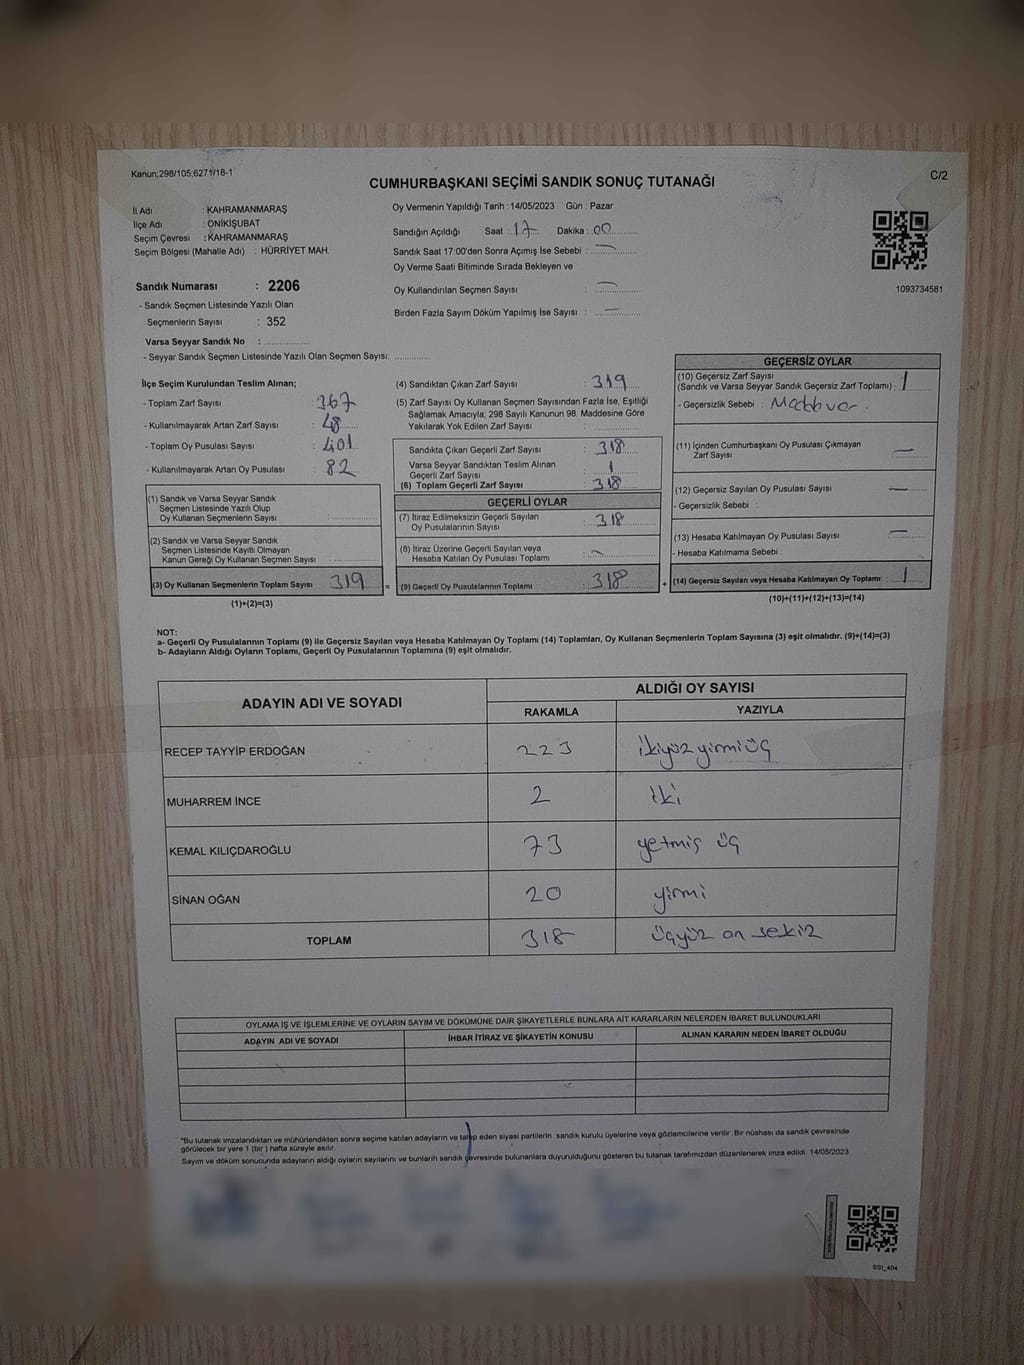 Kanun;298/105;6271/18-1
C/2
CUMHURBAŞKANI SEÇİMİ SANDIK SONUÇ TUTANAĞI
İl Adı : KAHRAMANMARAŞ
İlçe Adı : ONİKİŞUBAT
Seçim Çevresi : KAHRAMANMARAŞ
Seçim Bölgesi (Mahalle Adı) : HÜRRİYET MAH.
Sandık Numarası : 2206
- Sandık Seçmen Listesinde Yazılı Olan
Seçmenlerin Sayısı : 352
Varsa Seyyar Sandık No : ..............
- Seyyar Sandık Seçmen Listesinde Yazılı Olan Seçmen Sayısı: ............
Oy Vermenin Yapıldığı Tarih : 14/05/2023 Gün : Pazar
Sandığın Açıldığı Saat : 17 Dakika : 00
Sandık Saat 17:00'den Sonra Açılmış İse Sebebi : —
Oy Verme Saati Bitiminde Sırada Bekleyen ve
Oy Kullandırılan Seçmen Sayısı : —
Birden Fazla Sayım Döküm Yapılmış İse Sayısı : —
1093734581
İlçe Seçim Kurulundan Teslim Alınan;
- Toplam Zarf Sayısı : 367
- Kullanılmayarak Artan Zarf Sayısı : 48
- Toplam Oy Pusulası Sayısı : 401
- Kullanılmayarak Artan Oy Pusulası : 82
(1) Sandık ve Varsa Seyyar Sandık
Seçmen Listesinde Yazılı Olup
Oy Kullanan Seçmenlerin Sayısı : ..............
(2) Sandık ve Varsa Seyyar Sandık
Seçmen Listesinde Kayıtlı Olmayan
Kanun Gereği Oy Kullanan Seçmen Sayısı : ..............
(3) Oy Kullanan Seçmenlerin Toplam Sayısı 319
(1)+(2)=(3)
(4) Sandıktan Çıkan Zarf Sayısı : 319
(5) Zarf Sayısı Oy Kullanan Seçmen Sayısından Fazla İse, Eşitliği
Sağlamak Amacıyla; 298 Sayılı Kanunun 98. Maddesine Göre
Yakılarak Yok Edilen Zarf Sayısı : ..............
Sandıkta Çıkan Geçerli Zarf Sayısı : 318
Varsa Seyyar Sandıktan Teslim Alınan
Geçerli Zarf Sayısı : 1
(6) Toplam Geçerli Zarf Sayısı : 318
GEÇERLİ OYLAR
(7) İtiraz Edilmeksizin Geçerli Sayılan
Oy Pusulalarının Sayısı : 318
(8) İtiraz Üzerine Geçerli Sayılan veya
Hesaba Katılan Oy Pusulası Toplamı : —
= (9) Geçerli Oy Pusulalarının Toplamı : 318
GEÇERSİZ OYLAR
(10) Geçersiz Zarf Sayısı
(Sandık ve Varsa Seyyar Sandık Geçersiz Zarf Toplamı) : 1
- Geçersizlik Sebebi :
(11) İçinden Cumhurbaşkanı Oy Pusulası Çıkmayan
Zarf Sayısı : —
(12) Geçersiz Sayılan Oy Pusulası Sayısı : —
- Geçersizlik Sebebi :
(13) Hesaba Katılmayan Oy Pusulası Sayısı : —
- Hesaba Katılmama Sebebi :
+ (14) Geçersiz Sayılan veya Hesaba Katılmayan Oy Toplamı : 1
(10)+(11)+(12)+(13)=(14)
NOT:
a- Geçerli Oy Pusulalarının Toplamı (9) ile Geçersiz Sayılan veya Hesaba Katılmayan Oy Toplamı (14) Toplamları, Oy Kullanan Seçmenlerin Toplam Sayısına (3) eşit olmalıdır. (9)+(14)=(3)
b- Adayların Aldığı Oyların Toplamı, Geçerli Oy Pusulalarının Toplamına (9) eşit olmalıdır.
ADAYIN ADI VE SOYADI ALDIĞI OY SAYISI
RAKAMLA YAZIYLA
RECEP TAYYİP ERDOĞAN 223 ikiyüz yirmi üç
MUHARREM İNCE 2 iki
KEMAL KILIÇDAROĞLU 73 yetmiş üç
SİNAN OĞAN 20 yirmi
TOPLAM 318 üçyüz on sekiz
OYLAMA İŞ VE İŞLEMLERİNE VE OYLARIN SAYIM VE DÖKÜMÜNE DAİR ŞİKAYETLERLE BUNLARA AİT KARARLARIN NELERDEN İBARET BULUNDUKLARI
ADAYIN ADI VE SOYADI İHBAR İTİRAZ VE ŞİKAYETİN KONUSU ALINAN KARARIN NEDEN İBARET OLDUĞU
*Bu tutanak imzalandıktan ve mühürlendikten sonra seçime katılan adayların ve talep eden siyasi partilerin sandık kurulu üyelerine veya gözlemcilerine verilir. Bir nüshası da sandık çevresinde
görülecek bir yere 1 (bir) hafta süreyle asılır.
Sayım ve döküm sonucunda adayların aldığı oyların sayılarını ve bunların sandık çevresinde bulunanlara duyurulduğunu gösteren bu tutanak tarafımızdan düzenlenerek imza edildi. 14/05/2023